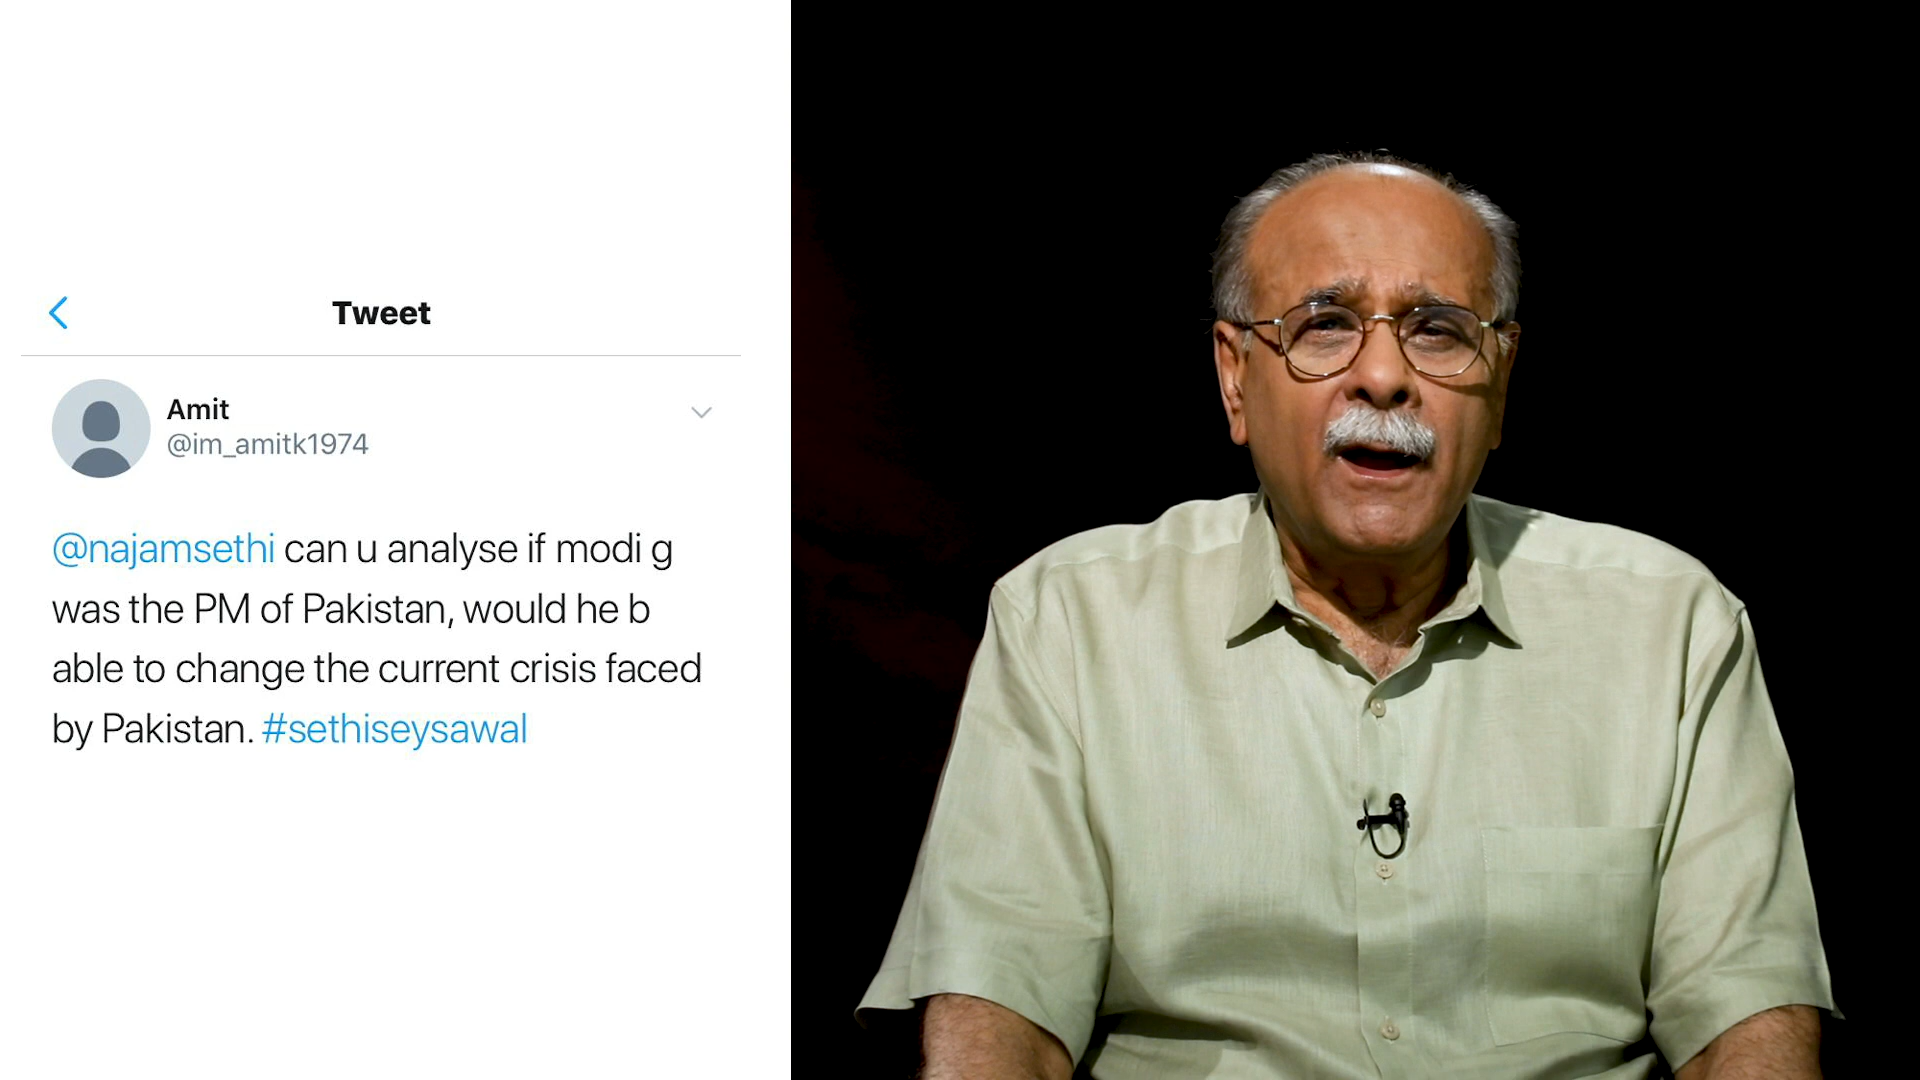 Tweet
Amit
@im_amitk1974
@najamsethi can u analyse if modi g
was the PM of Pakistan, would he b
able to change the current crisis faced
by Pakistan. #sethiseysawal